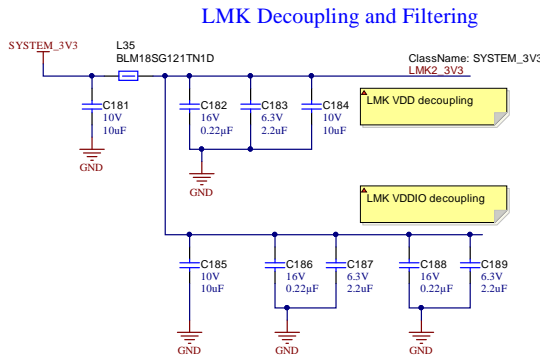 LMK Decoupling and Filtering
SYSTEM_3V3
L35
BLM18SG121TN1D
ClassName: SYSTEM_3V3
LMK2_3V3
C181
10V
10uF
GND
C182
16V
0.22µF
C183
6.3V
2.2uF
C184
10V
10uF
GND
LMK VDD decoupling
LMK VDDIO decoupling
C185
10V
10uF
GND
C186
16V
0.22µF
C187
6.3V
2.2uF
GND
C188
16V
0.22µF
C189
6.3V
2.2uF
GND